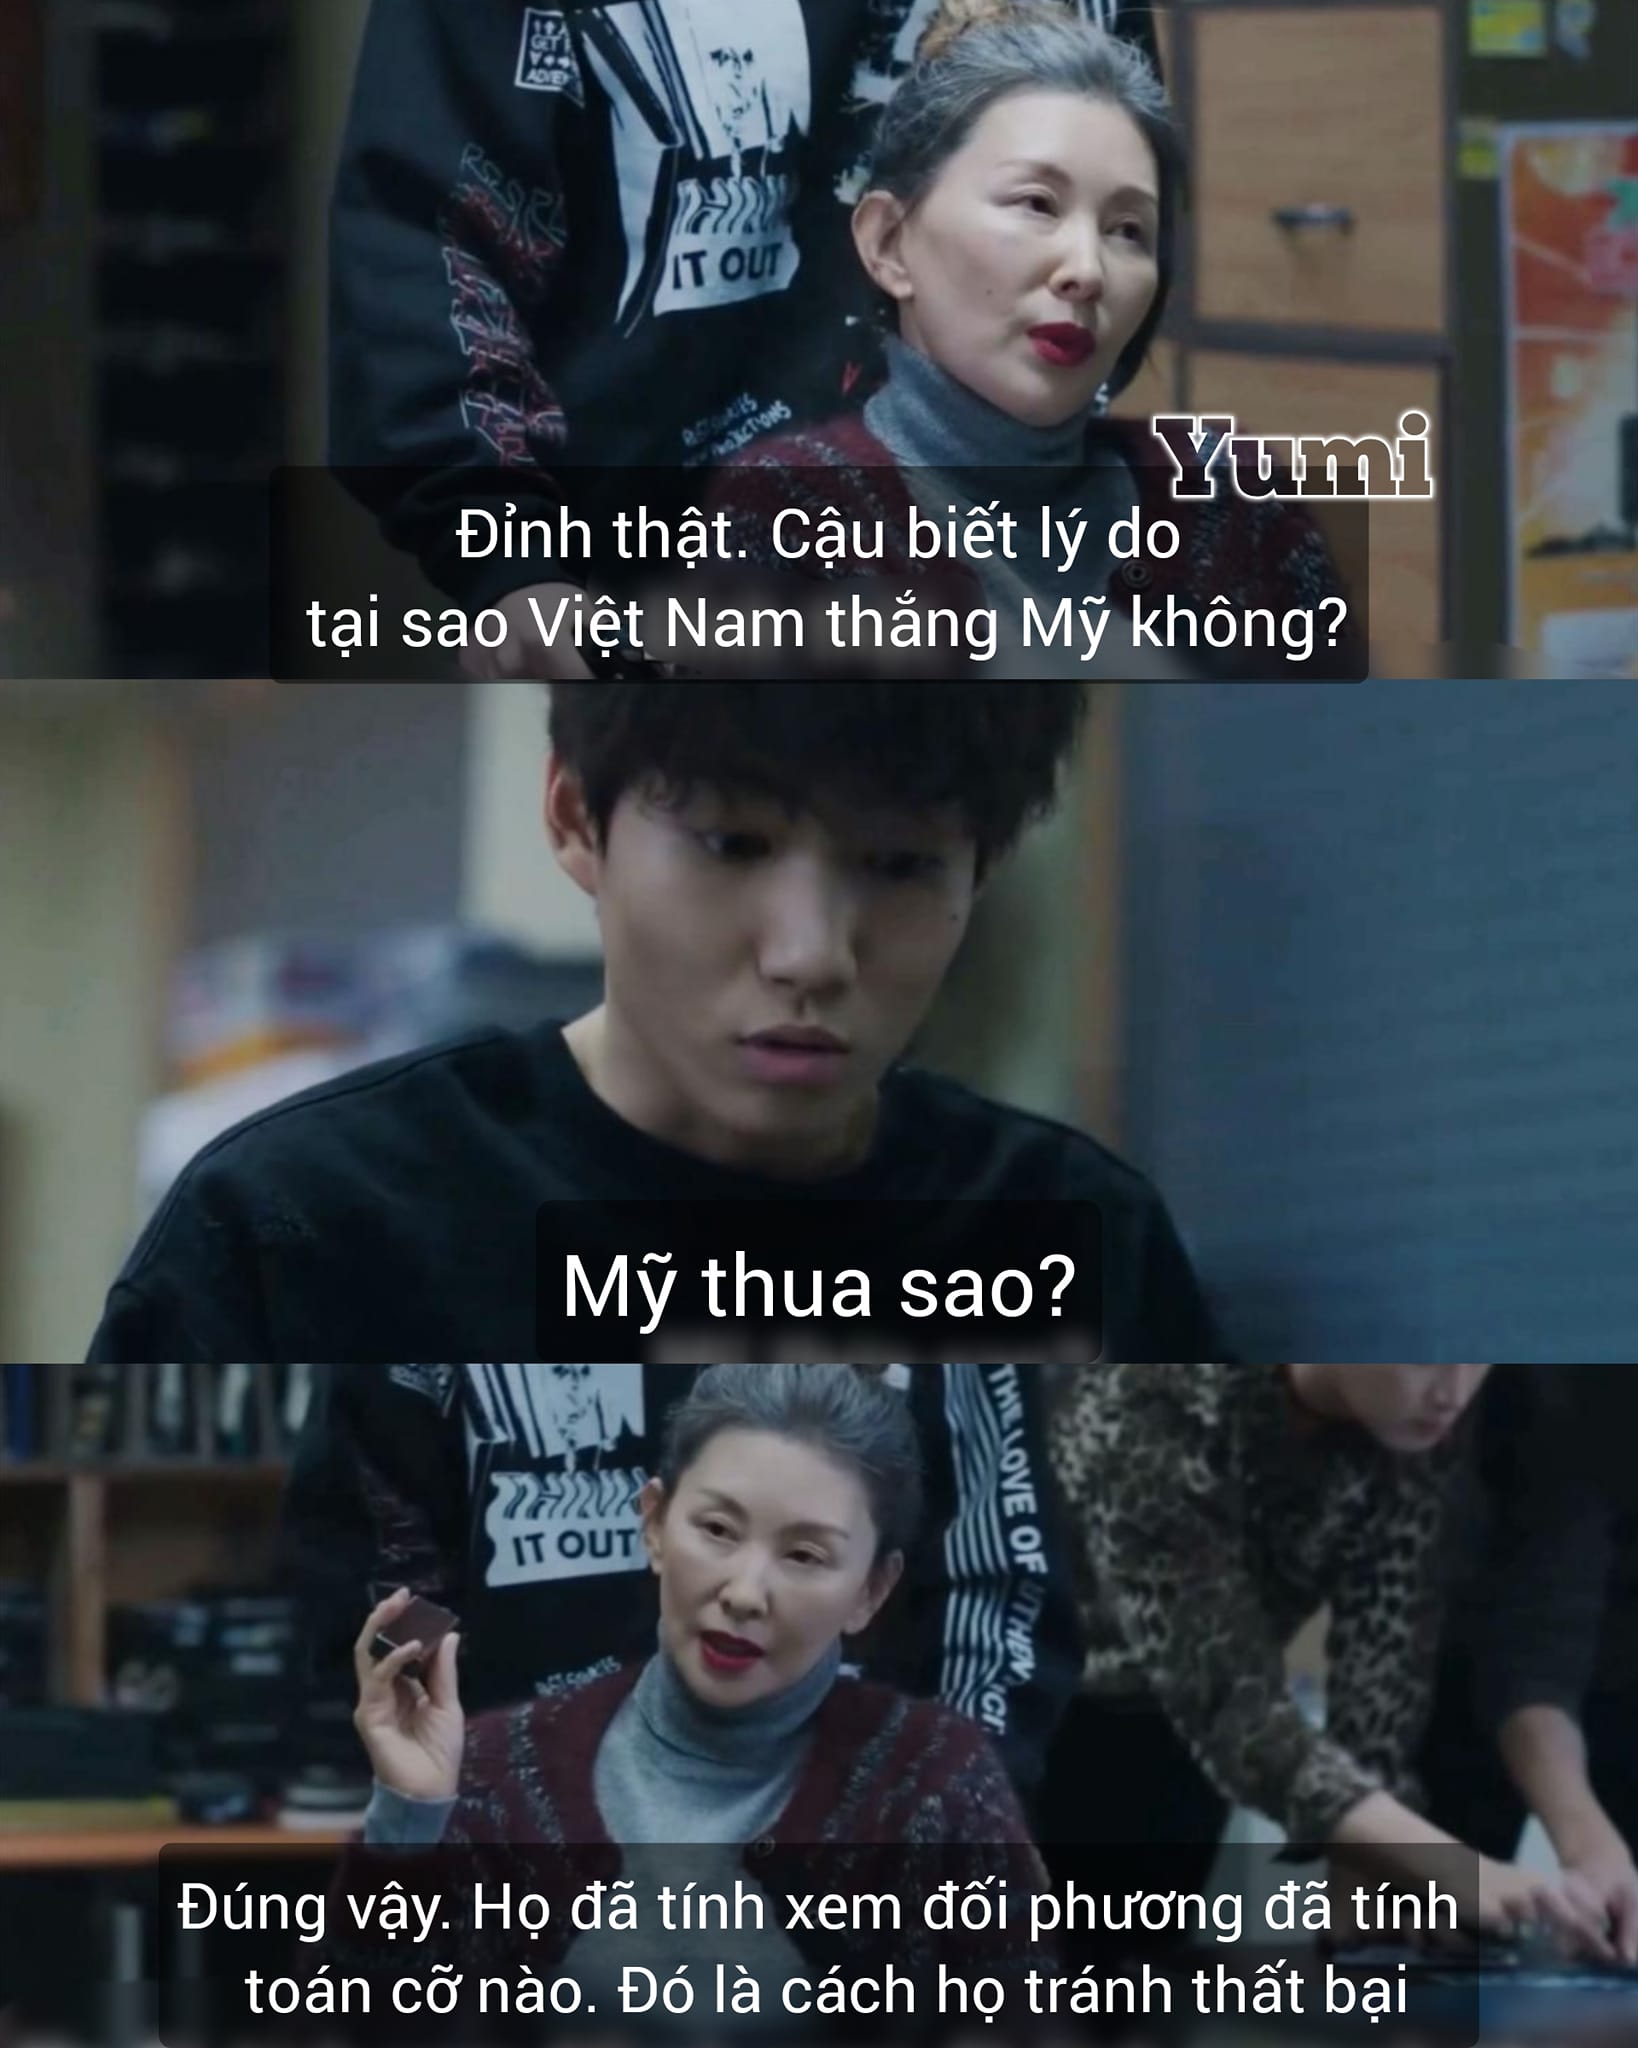 GET
IT OUT
Yumi
Đỉnh thật. Cậu biết lý do
tại sao Việt Nam thắng Mỹ không?
Mỹ thua sao?
THINK
IT OUT
THE LOVE OF
Đúng vậy. Họ đã tính xem đối phương đã tính
toán cỡ nào. Đó là cách họ tránh thất bại